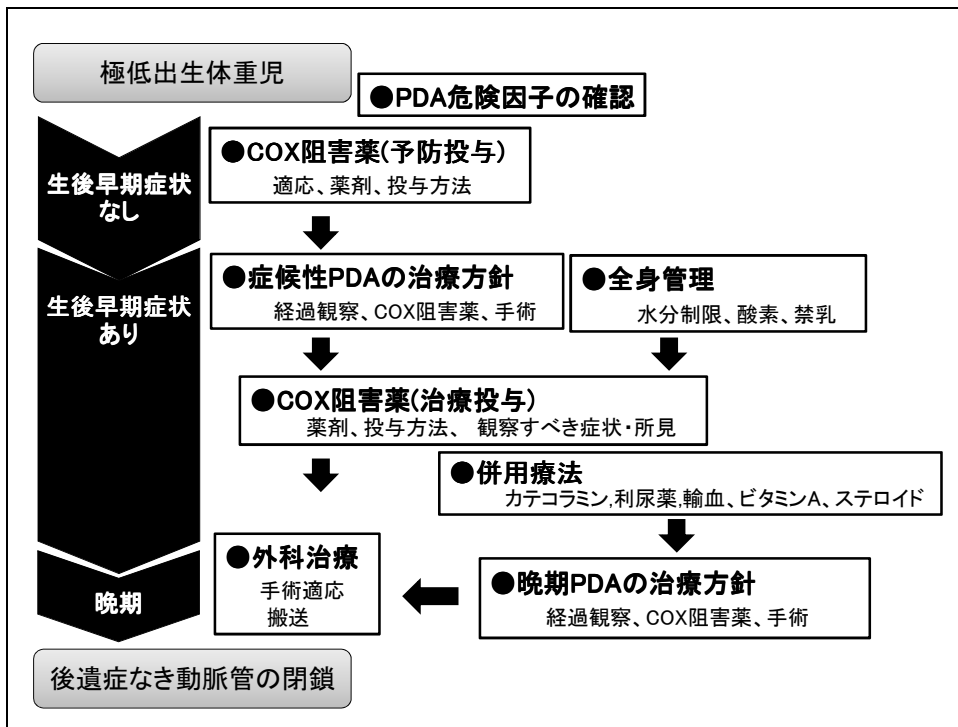 極低出生体重児
●PDA危険因子の確認
●COX阻害薬(予防投与)
適応、薬剤、投与方法
生後早期症状
なし
●症候性PDAの治療方針
経過観察、COX阻害薬、手術
●全身管理
水分制限、酸素、禁乳
生後早期症状
あり
●COX阻害薬(治療投与)
薬剤、投与方法、 観察すべき症状・所見
●併用療法
カテコラミン,利尿薬,輸血、ビタミンA、ステロイド
●外科治療
手術適応
搬送
●晩期PDAの治療方針
経過観察、COX阻害薬、手術
晩期
後遺症なき動脈管の閉鎖